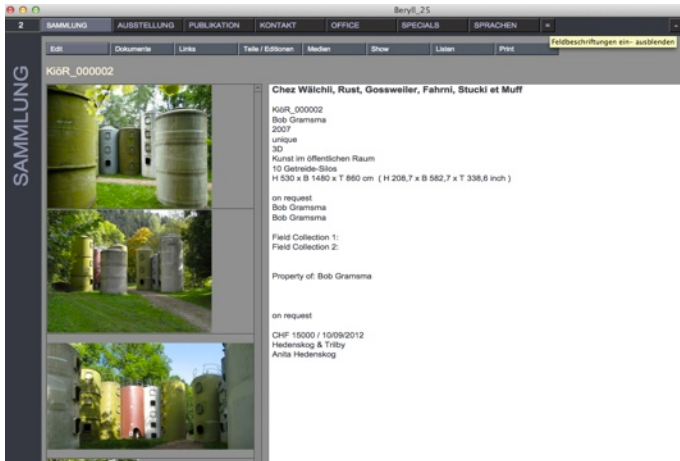 Beryll_25
2 SAMMLUNG AUSSTELLUNG PUBLIKATION KONTAKT OFFICE SPECIALS SPRACHEN =
Feldbeschriftungen ein- ausblenden
Edit Dokumente Links Teile / Editionen Medien Show Listen Print
SAMMLUNG
KiöR_000002
Chez Wälchli, Rust, Gossweiler, Fahrni, Stucki et Muff
KiöR_000002
Bob Gramsma
2007
unique
3D
Kunst im öffentlichen Raum
10 Getreide-Silos
H 530 x B 1480 x T 860 cm ( H 208,7 x B 582,7 x T 338,6 inch )
on request
Bob Gramsma
Bob Gramsma
Field Collection 1:
Field Collection 2:
Property of: Bob Gramsma
on request
CHF 15000 / 10/09/2012
Hedenskog & Trilby
Anita Hedenskog